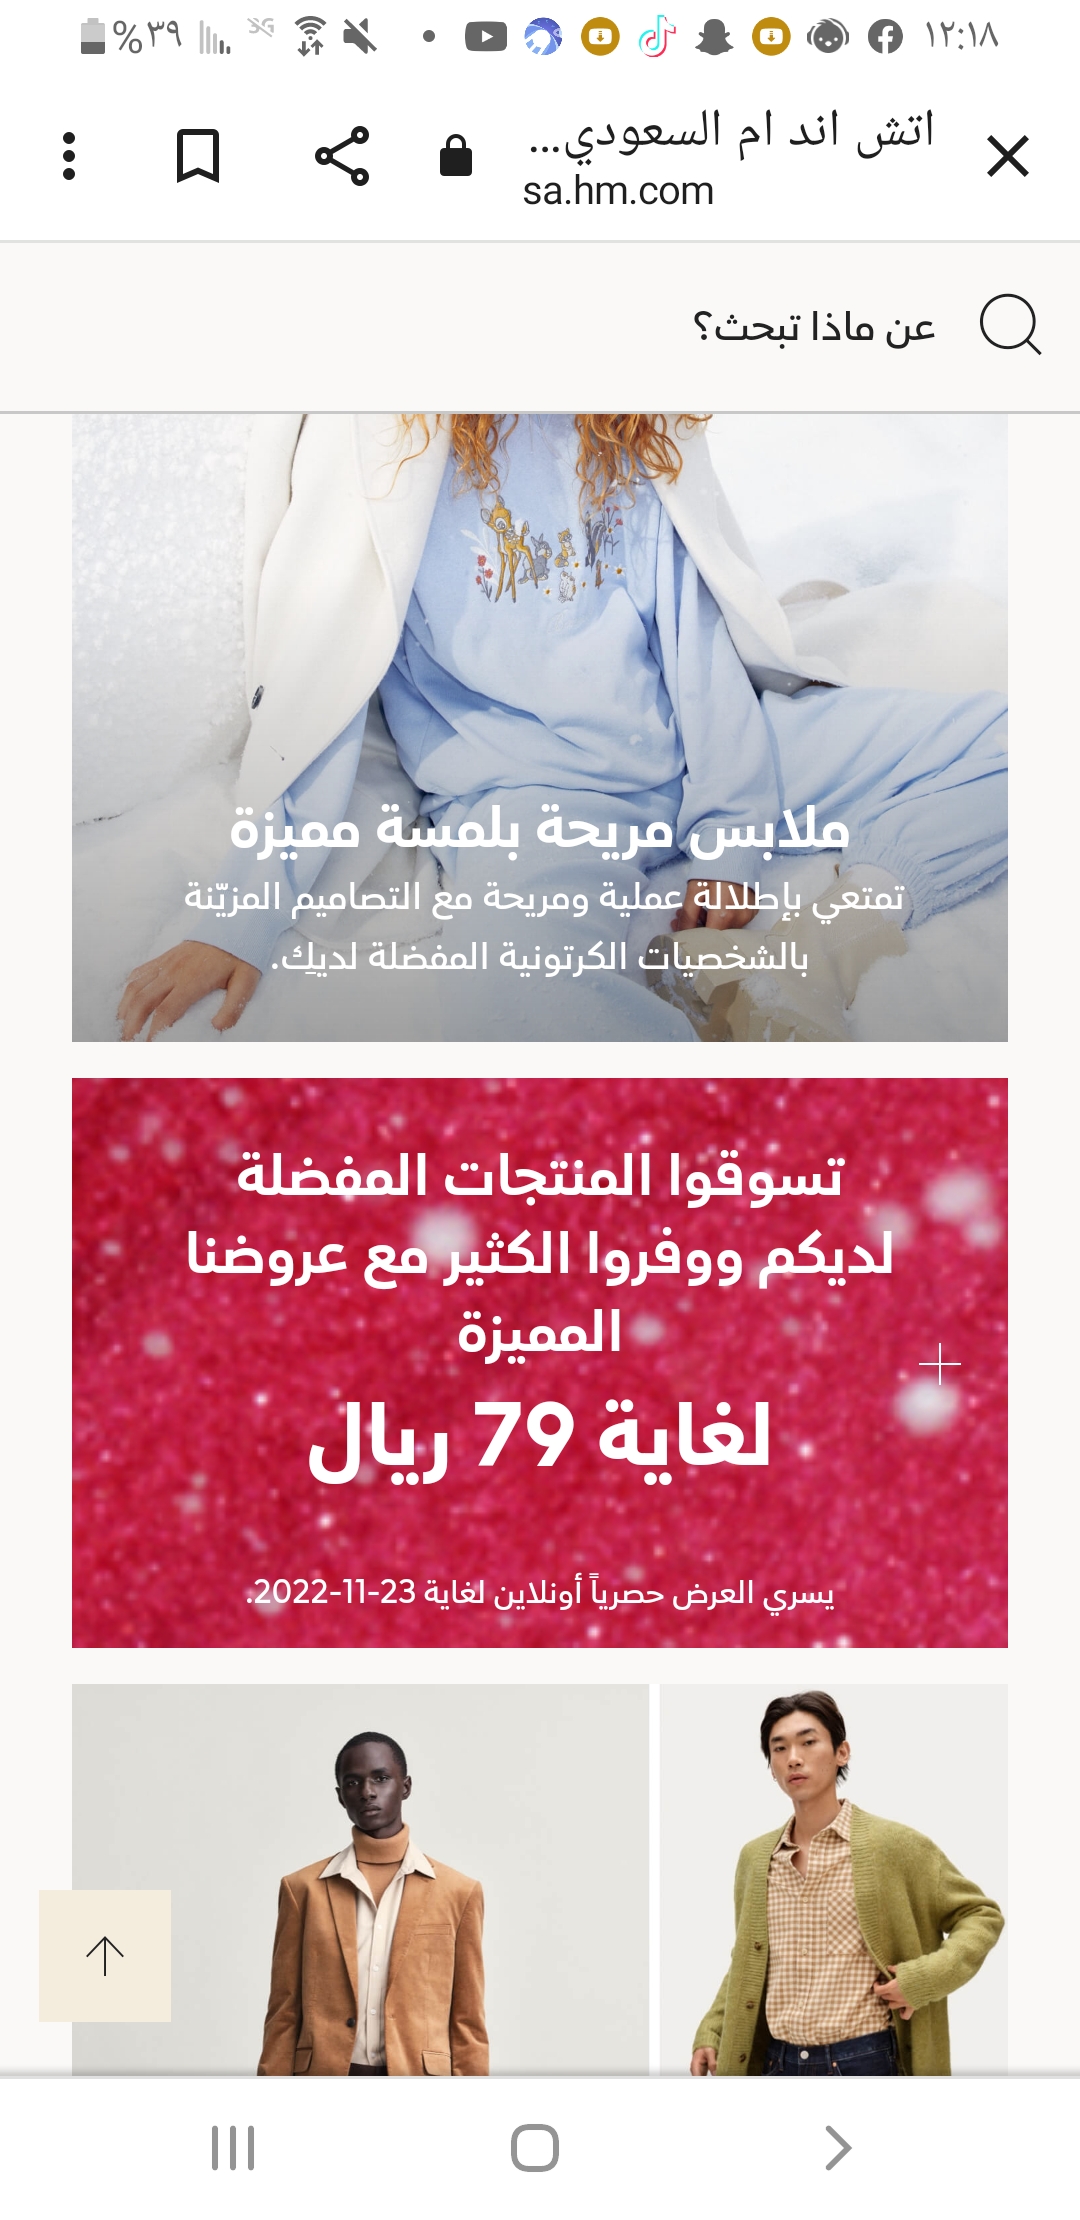 ١٢:١٨
%٣٩
اتش اند ام السعودي...
sa.hm.com
عن ماذا تبحث؟
ملابس مريحة بلمسة مميزة
تمتعي بإطلالة عملية ومريحة مع التصاميم المزيّنة
بالشخصيات الكرتونية المفضلة لديكِ.
تسوقوا المنتجات المفضلة
لديكم ووفروا الكثير مع عروضنا
المميزة
لغاية 79 ريال
يسري العرض حصرياً أونلاين لغاية 23-11-2022.